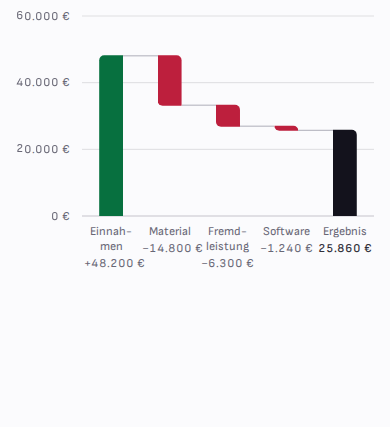 60.000 €
40.000 €
20.000 €
0 €
Einnah-
men
+48.200 €
Material
−14.800 €
Fremd-
leistung
−6.300 €
Software
−1.240 €
Ergebnis
25.860 €